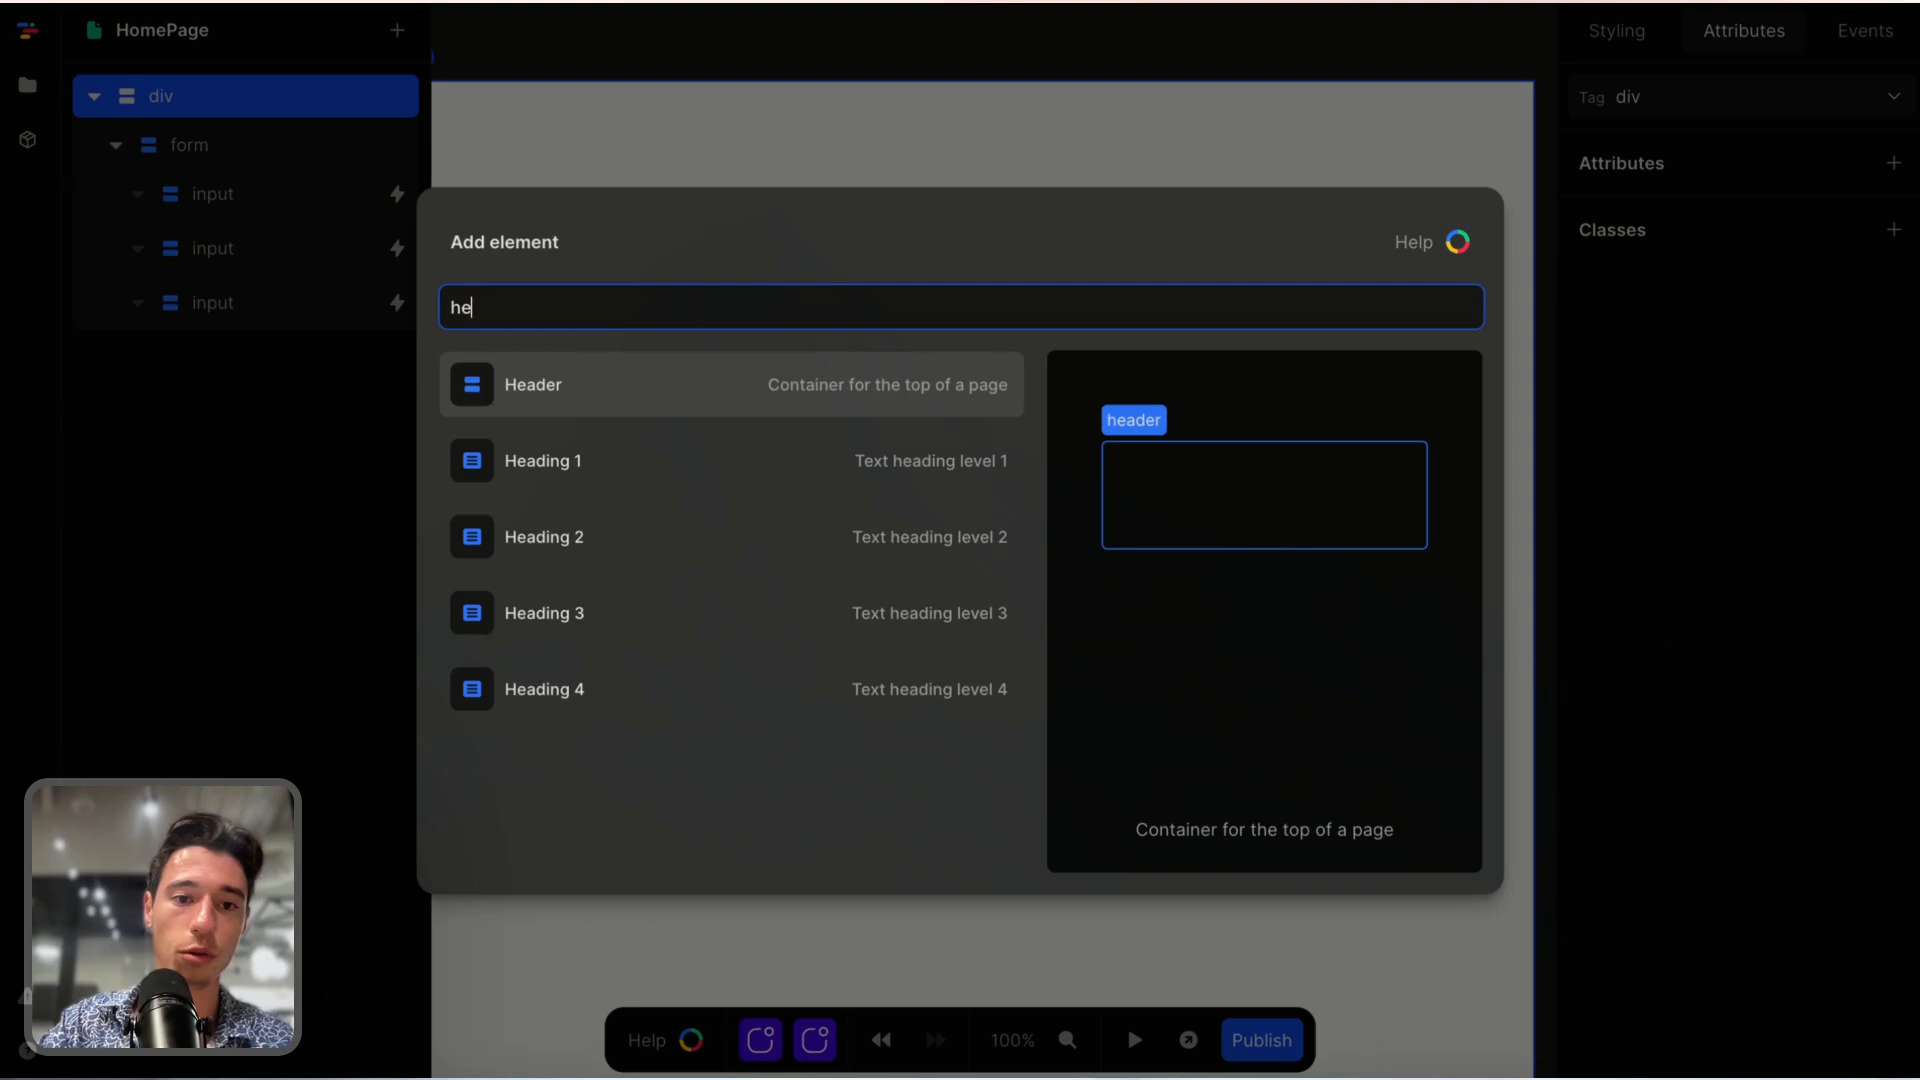 HomePage
div
form
input
input
input
Add element
Help
he
Header
Container for the top of a page
Heading 1
Text heading level 1
Heading 2
Text heading level 2
Heading 3
Text heading level 3
Heading 4
Text heading level 4
header
Container for the top of a page
Help
100%
Publish
Styling
Attributes
Events
Tag div
Attributes
Classes